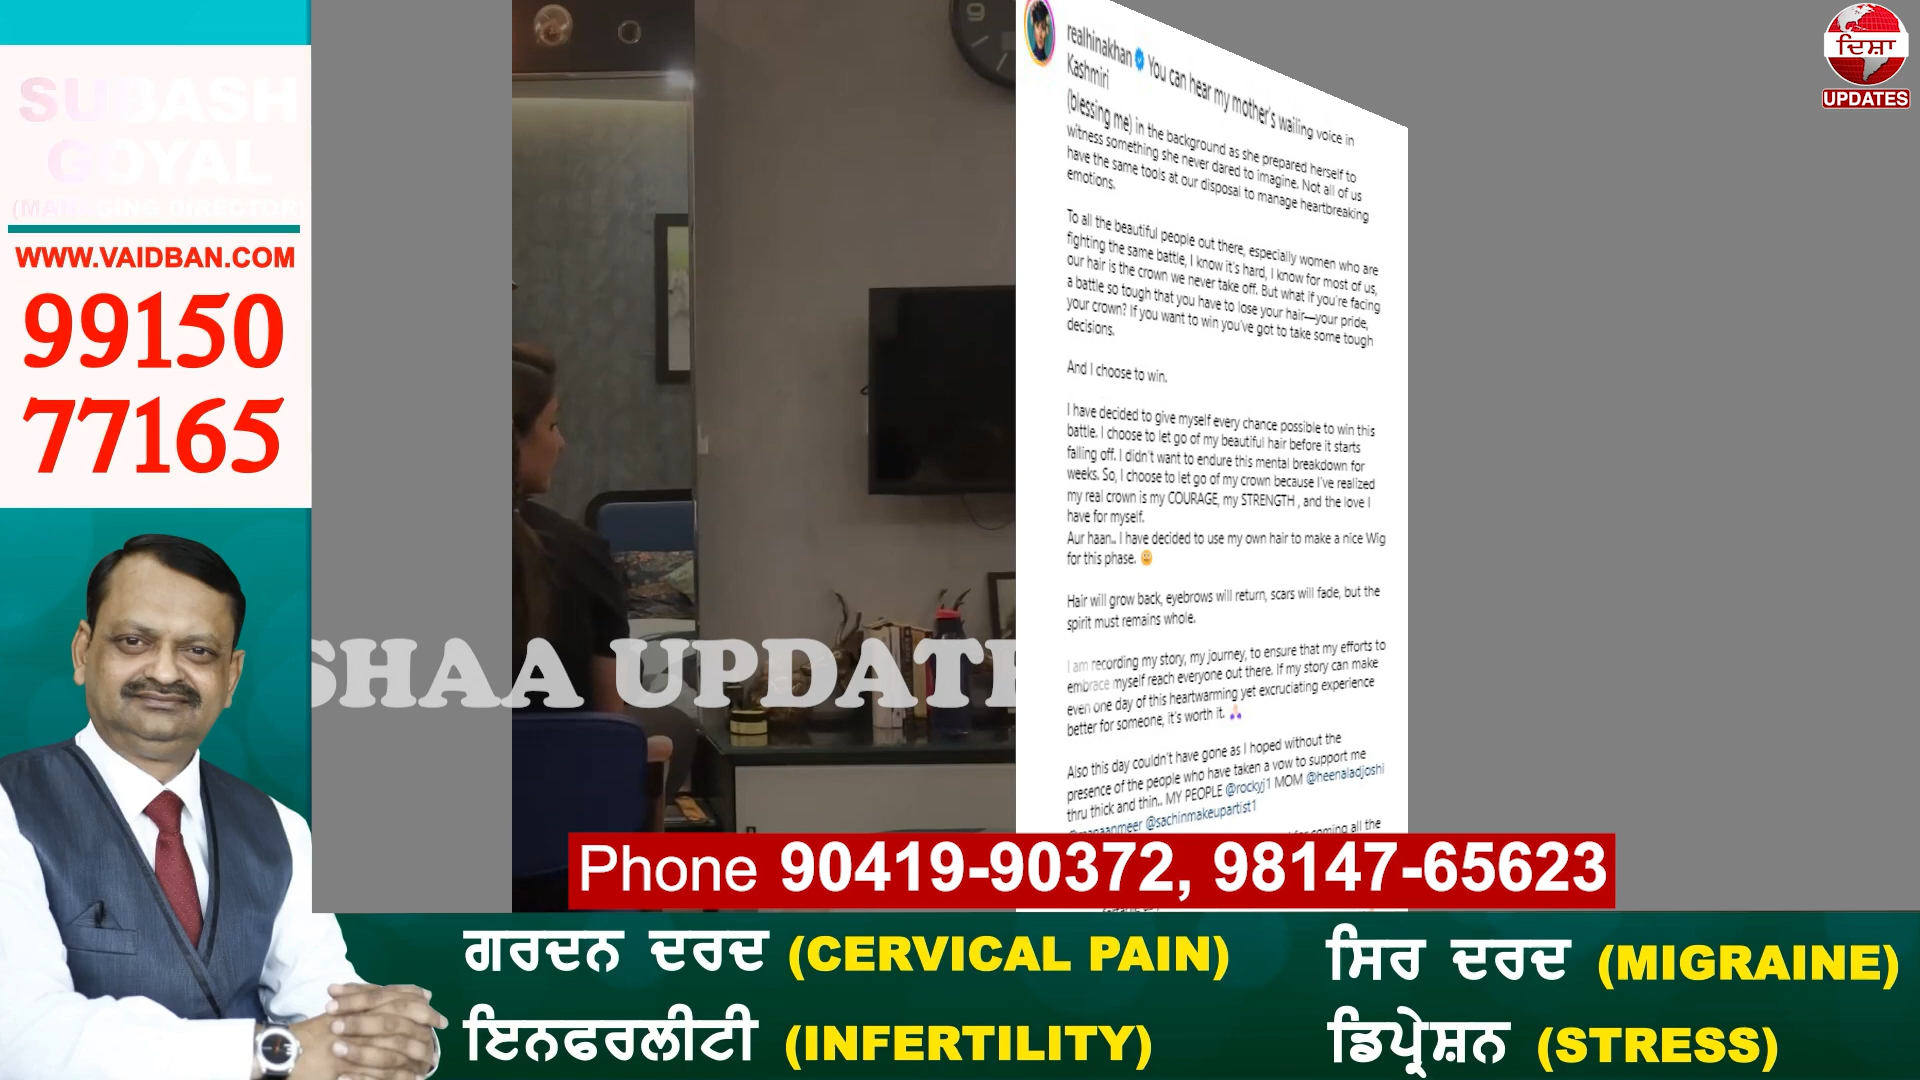 SUBASH
GOYAL
(MANAGING DIRECTOR)
WWW.VAIDBAN.COM
99150
77165
9
realhinakhan You can hear my mother's wailing voice in
Kashmiri
(blessing me) in the background as she prepared herself to
witness something she never dared to imagine. Not all of us
have the same tools at our disposal to manage heartbreaking
emotions.
To all the beautiful people out there, especially women who are
fighting the same battle, I know it's hard, I know for most of us,
our hair is the crown we never take off. But what if you're facing
a battle so tough that you have to lose your hair—your pride,
your crown? If you want to win you've got to take some tough
decisions.
And I choose to win.
I have decided to give myself every chance possible to win this
battle. I choose to let go of my beautiful hair before it starts
falling off. I didn't want to endure this mental breakdown for
weeks. So, I choose to let go of my crown because I've realized
my real crown is my COURAGE, my STRENGTH , and the love I
have for myself.
Aur haan.. I have decided to use my own hair to make a nice Wig
for this phase. 🙂
Hair will grow back, eyebrows will return, scars will fade, but the
spirit must remains whole.
I am recording my story, my journey, to ensure that my efforts to
embrace myself reach everyone out there. If my story can make
even one day of this heartwarming yet excruciating experience
better for someone, it's worth it. 🙏
Also this day couldn't have gone as I hoped without the
presence of the people who have taken a vow to support me
thru thick and thin.. MY PEOPLE @rockyj1 MOM @heenaladjoshi
@sachinmakeupartist1
coming all the
SHAA UPDATE
ਦਿਸ਼ਾ
UPDATES
Phone 90419-90372, 98147-65623
ਗਰਦਨ ਦਰਦ (CERVICAL PAIN)
ਸਿਰ ਦਰਦ (MIGRAINE)
ਇਨਫਰਲੀਟੀ (INFERTILITY)
ਡਿਪ੍ਰੇਸ਼ਨ (STRESS)